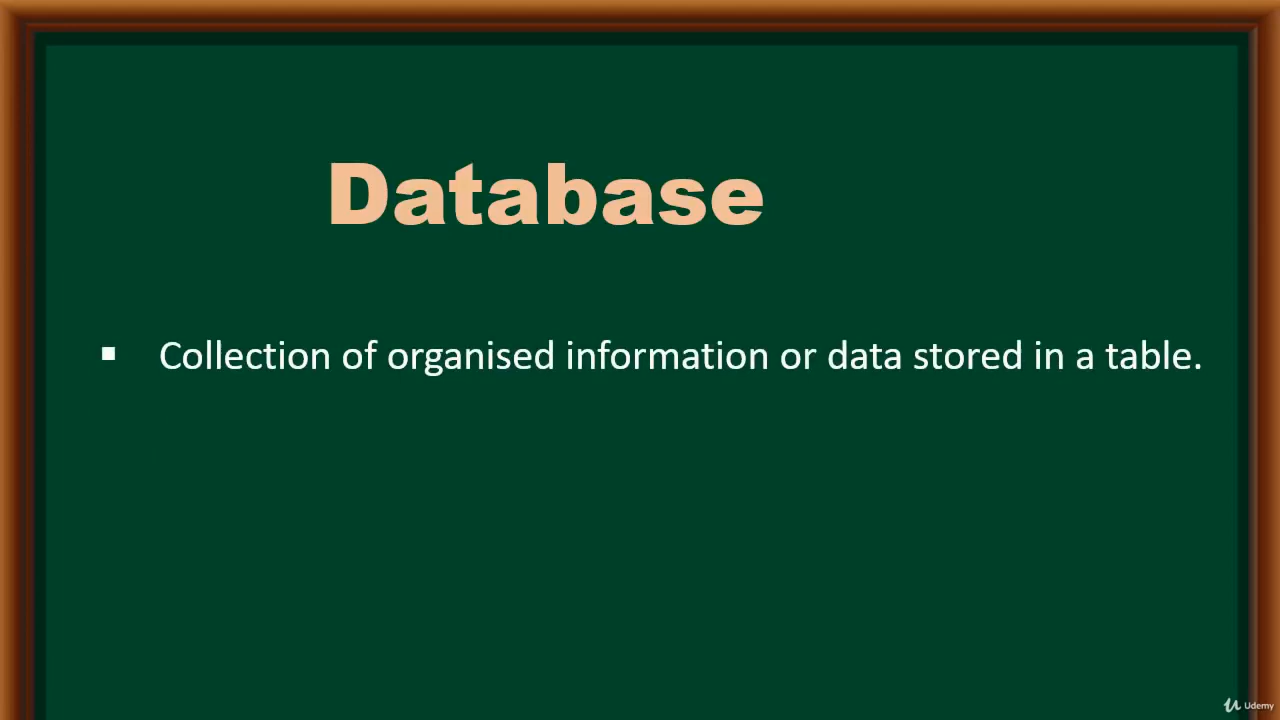 Database
▪ Collection of organised information or data stored in a table.
Udemy